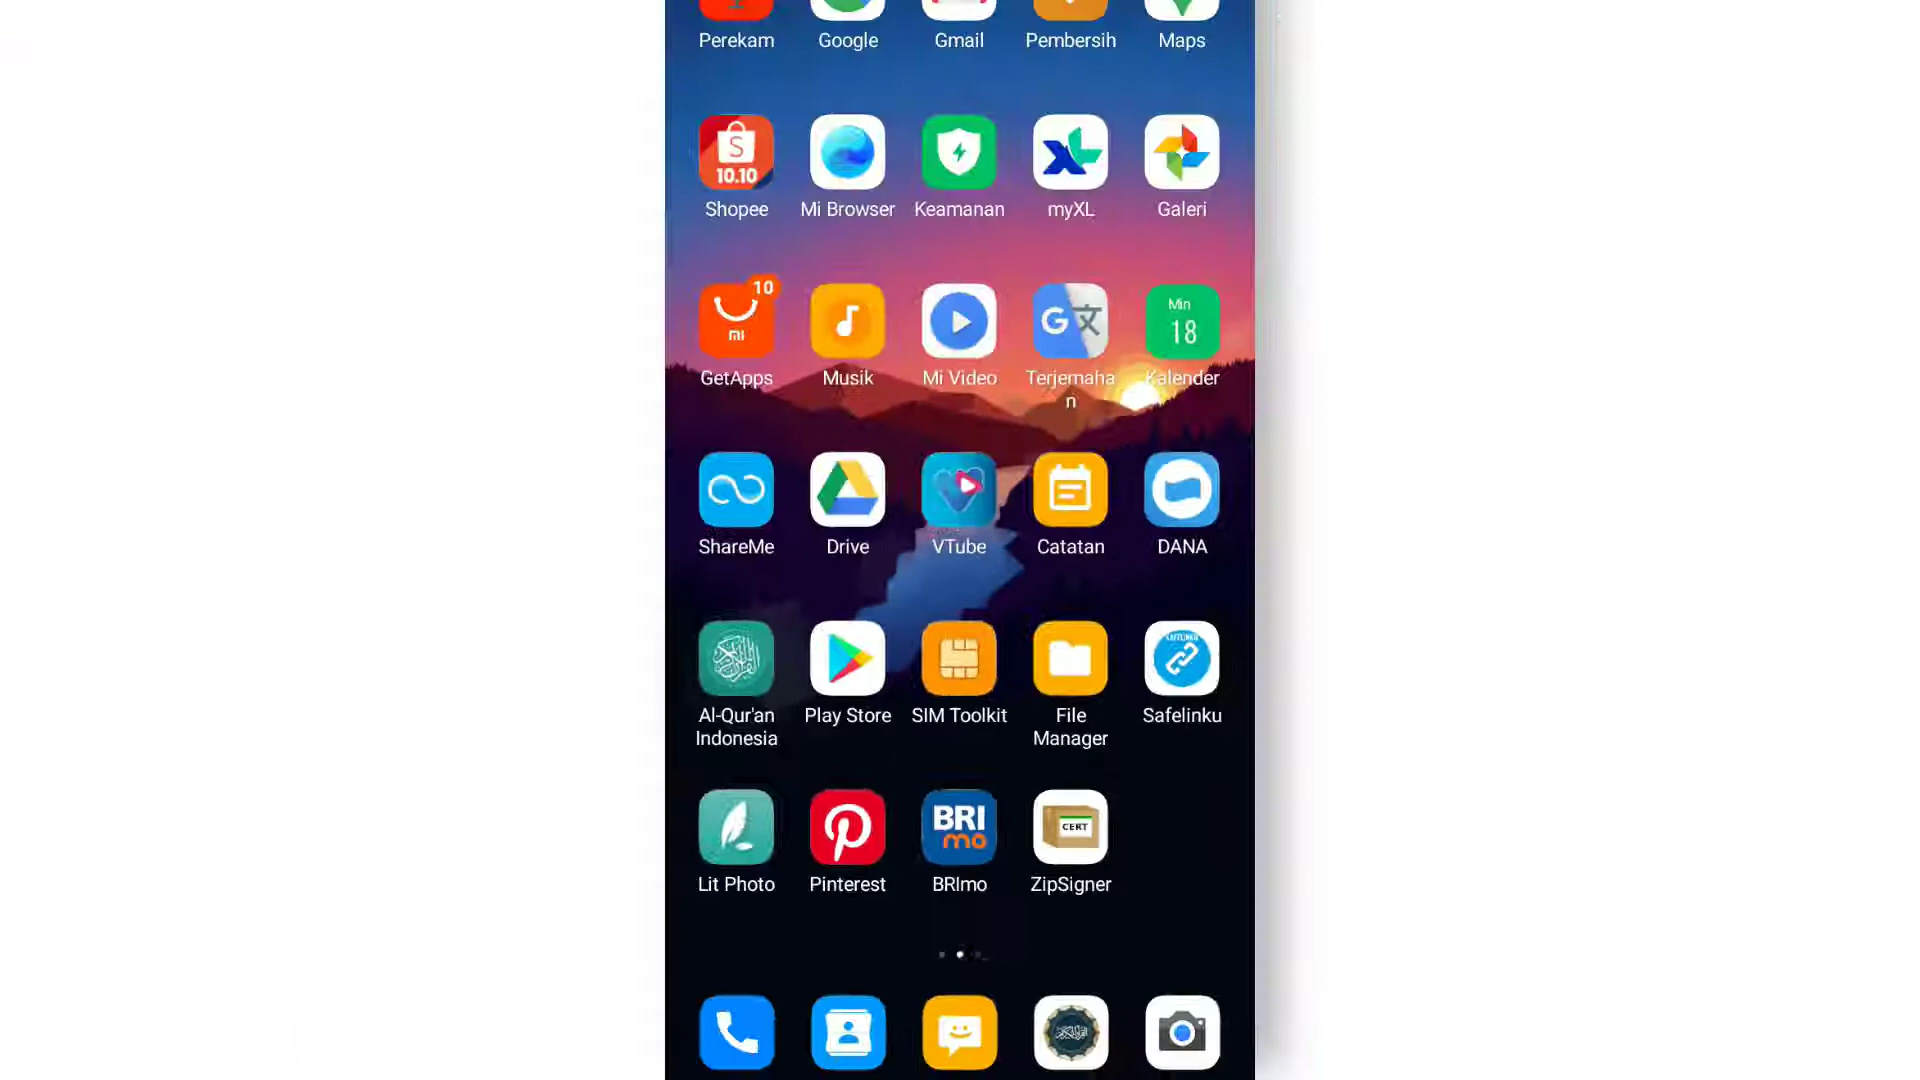 Perekam Google Gmail Pembersih Maps
S
10.10
Shopee Mi Browser Keamanan myXL Galeri
10
Min
18
GetApps Musik Mi Video Terjemaha
n
Kalender
ShareMe Drive VTube Catatan DANA
Al-Qur'an
Indonesia
Play Store SIM Toolkit File
Manager
Safelinku
BRI
mo
CERT
Lit Photo Pinterest BRImo ZipSigner